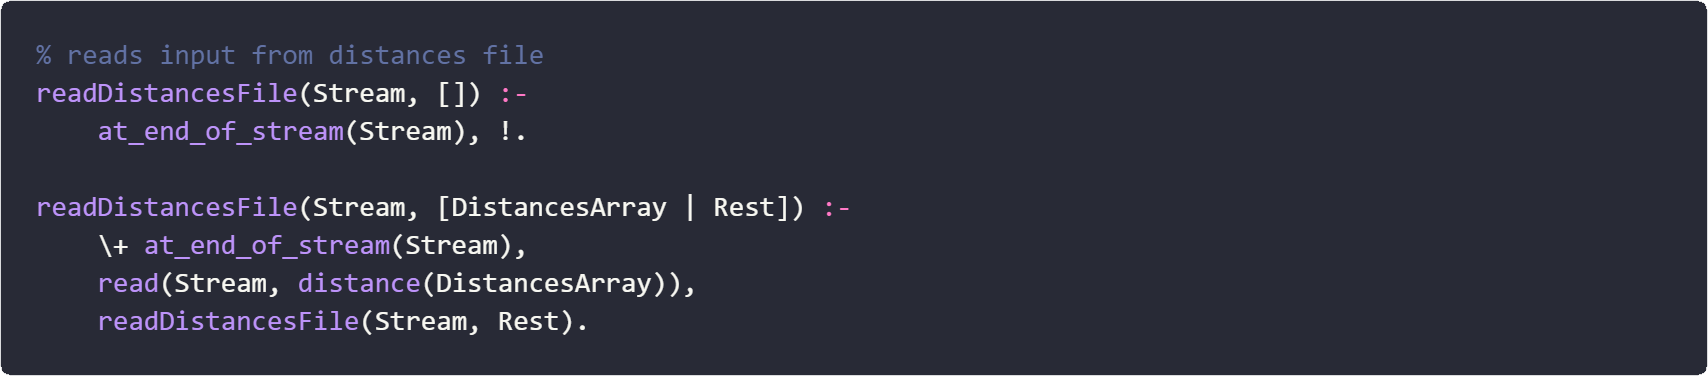 % reads input from distances file
readDistancesFile(Stream, []) :-
    at_end_of_stream(Stream), !.

readDistancesFile(Stream, [DistancesArray | Rest]) :-
    \+ at_end_of_stream(Stream),
    read(Stream, distance(DistancesArray)),
    readDistancesFile(Stream, Rest).